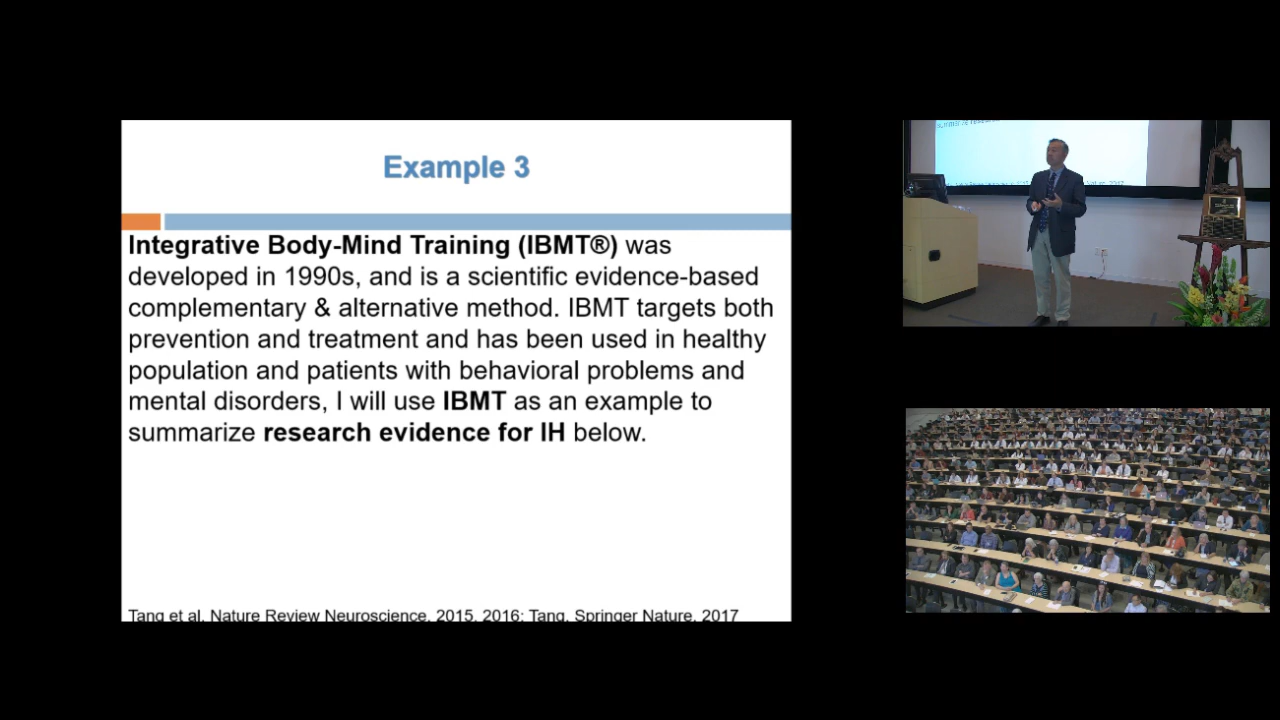 Example 3
Integrative Body-Mind Training (IBMT®) was
developed in 1990s, and is a scientific evidence-based
complementary & alternative method. IBMT targets both
prevention and treatment and has been used in healthy
population and patients with behavioral problems and
mental disorders, I will use IBMT as an example to
summarize research evidence for IH below.
Tang et al, Nature Review Neuroscience, 2015, 2016; Tang, Springer Nature, 2017